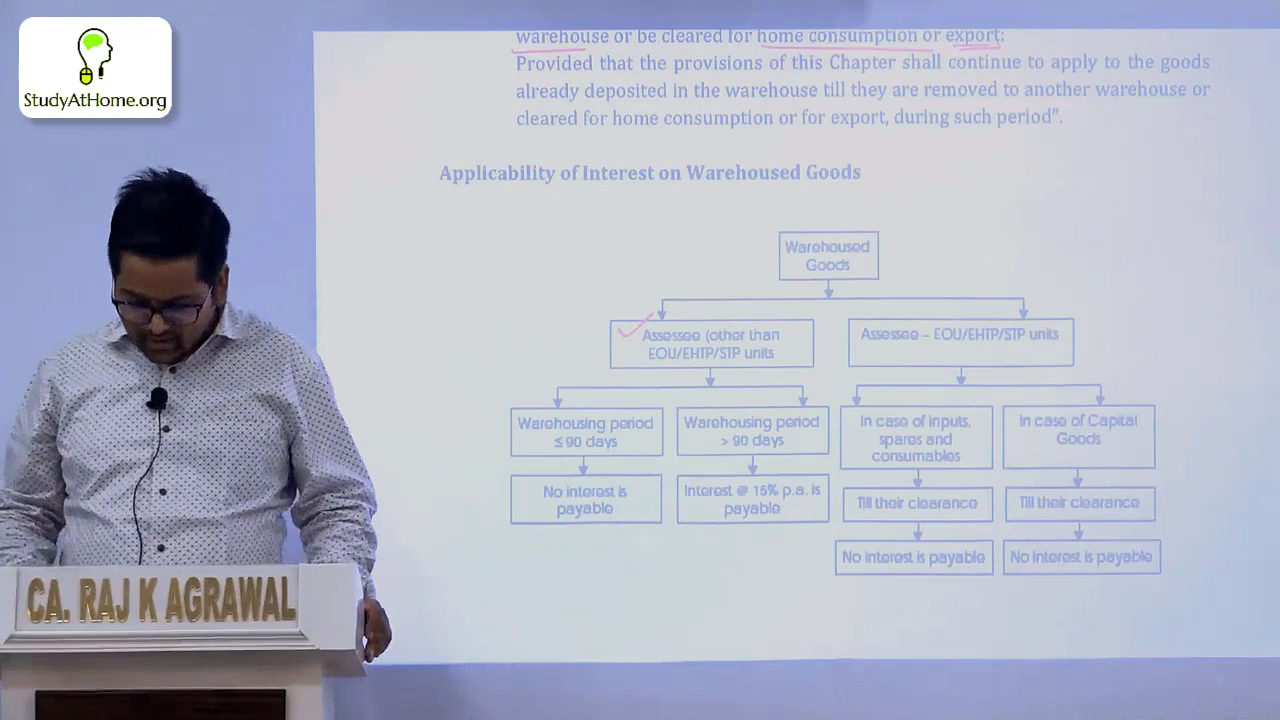 StudyAtHome.org
warehouse or be cleared for home consumption or export:
Provided that the provisions of this Chapter shall continue to apply to the goods
already deposited in the warehouse till they are removed to another warehouse or
cleared for home consumption or for export, during such period”.
Applicability of Interest on Warehoused Goods
Warehoused
Goods
Assessee (other than
EOU/EHTP/STP units
Assessee – EOU/EHTP/STP units
Warehousing period
≤ 90 days
Warehousing period
> 90 days
In case of Inputs,
spares and
consumables
In case of Capital
Goods
No interest is
payable
Interest @ 15% p.a. is
payable
Till their clearance
Till their clearance
No interest is payable
No interest is payable
CA. RAJ K AGRAWAL